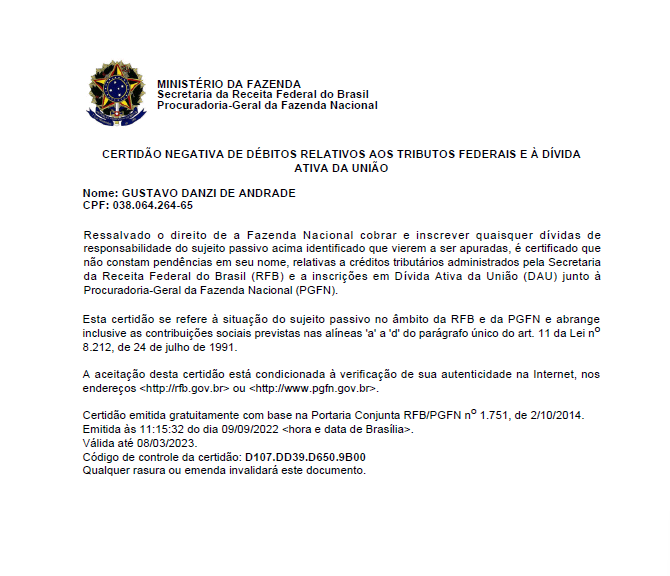 MINISTÉRIO DA FAZENDA
Secretaria da Receita Federal do Brasil
Procuradoria-Geral da Fazenda Nacional
CERTIDÃO NEGATIVA DE DÉBITOS RELATIVOS AOS TRIBUTOS FEDERAIS E À DÍVIDA
ATIVA DA UNIÃO
Nome: GUSTAVO DANZI DE ANDRADE
CPF: 038.064.264-65
Ressalvado o direito de a Fazenda Nacional cobrar e inscrever quaisquer dívidas de
responsabilidade do sujeito passivo acima identificado que vierem a ser apuradas, é certificado que
não constam pendências em seu nome, relativas a créditos tributários administrados pela Secretaria
da Receita Federal do Brasil (RFB) e a inscrições em Dívida Ativa da União (DAU) junto à
Procuradoria-Geral da Fazenda Nacional (PGFN).
Esta certidão se refere à situação do sujeito passivo no âmbito da RFB e da PGFN e abrange
inclusive as contribuições sociais previstas nas alíneas 'a' a 'd' do parágrafo único do art. 11 da Lei nº
8.212, de 24 de julho de 1991.
A aceitação desta certidão está condicionada à verificação de sua autenticidade na Internet, nos
endereços <http://rfb.gov.br> ou <http://www.pgfn.gov.br>.
Certidão emitida gratuitamente com base na Portaria Conjunta RFB/PGFN nº 1.751, de 2/10/2014.
Emitida às 11:15:32 do dia 09/09/2022 <hora e data de Brasília>.
Válida até 08/03/2023.
Código de controle da certidão: D107.DD39.D650.9B00
Qualquer rasura ou emenda invalidará este documento.